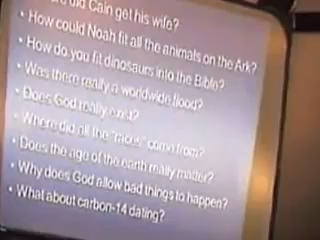 did Cain get his wife?
• How could Noah fit all the animals on the Ark?
• How do you fit dinosaurs into the Bible?
• Was there really a worldwide flood?
• Does God really exist?
• Where did all the "races" come from?
• Does the age of the earth really matter?
• Why does God allow bad things to happen?
• What about carbon-14 dating?